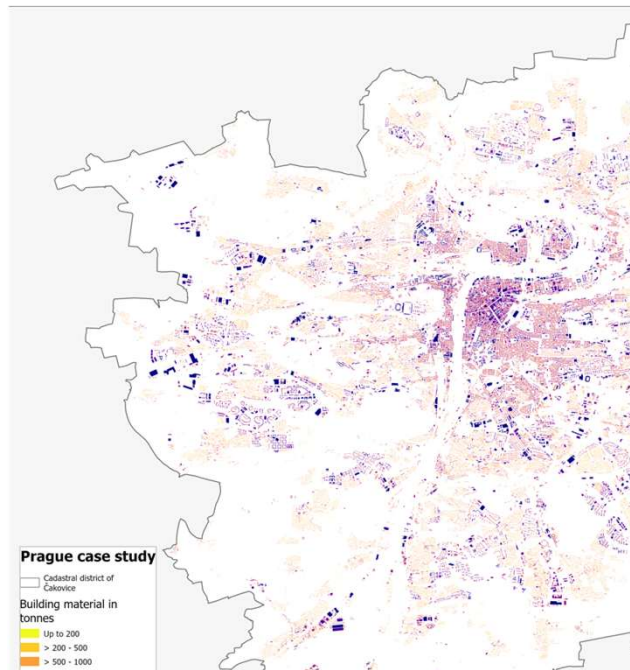 Prague case study
Cadastral district of
Čakovice
Building material in
tonnes
Up to 200
> 200 - 500
> 500 - 1000